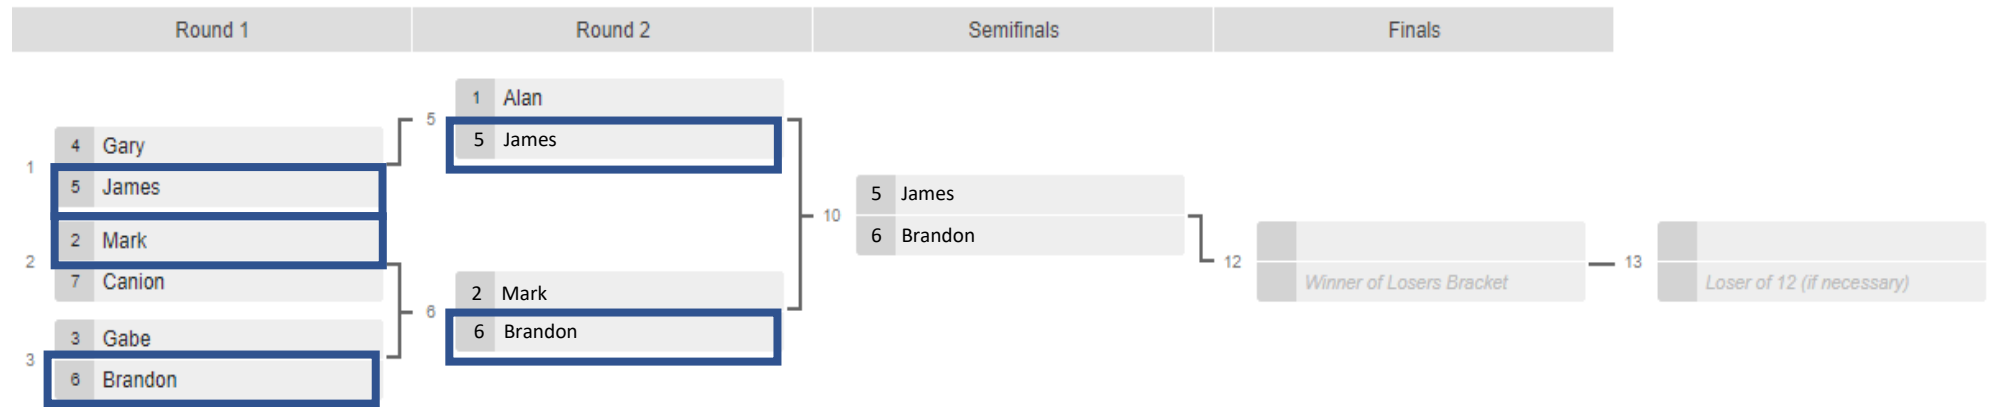 Round 1
Round 2
Semifinals
Finals
1
4 Gary
5 James
2
2 Mark
7 Canion
3
3 Gabe
6 Brandon
5
1 Alan
5 James
6
2 Mark
6 Brandon
10
5 James
6 Brandon
12
Winner of Losers Bracket
13
Loser of 12 (if necessary)